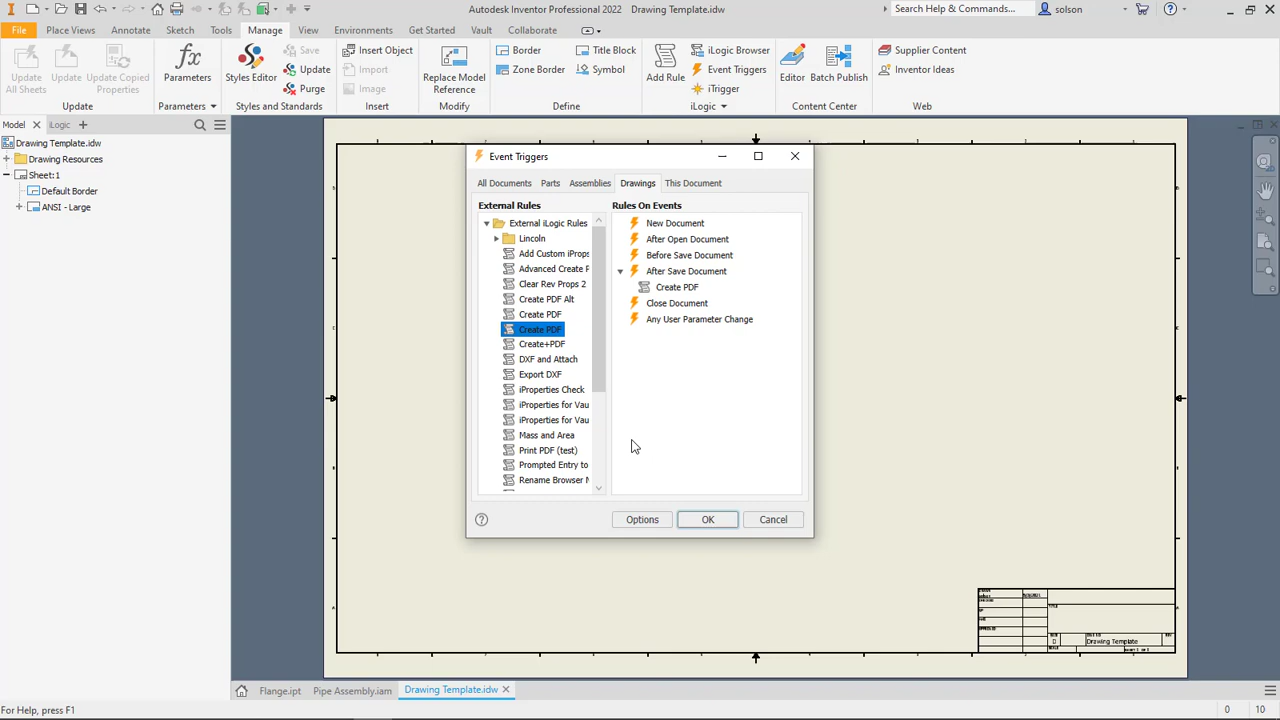 Autodesk Inventor Professional 2022 Drawing Template.idw
Search Help & Commands...
solson
File
Place Views
Annotate
Sketch
Tools
Manage
View
Environments
Get Started
Vault
Collaborate
Update All Sheets
Update
Update Copied Properties
Update
fx
Parameters
Parameters
Styles Editor
Save
Update
Purge
Styles and Standards
Insert Object
Import
Image
Insert
Replace Model Reference
Modify
Border
Zone Border
Title Block
Symbol
Define
Add Rule
iLogic Browser
Event Triggers
iTrigger
iLogic
Editor
Batch Publish
Content Center
Supplier Content
Inventor Ideas
Web
Model
iLogic
Drawing Template.idw
Drawing Resources
Sheet:1
Default Border
ANSI - Large
Event Triggers
All Documents
Parts
Assemblies
Drawings
This Document
External Rules
External iLogic Rules
Lincoln
Add Custom iProps
Advanced Create P
Clear Rev Props 2
Create PDF Alt
Create PDF
Create PDF
Create+PDF
DXF and Attach
Export DXF
iProperties Check
iProperties for Vau
iProperties for Vau
Mass and Area
Print PDF (test)
Prompted Entry to
Rename Browser N
Rules On Events
New Document
After Open Document
Before Save Document
After Save Document
Create PDF
Close Document
Any User Parameter Change
Options
OK
Cancel
TITLE
D
Drawing Template
Flange.ipt
Pipe Assembly.iam
Drawing Template.idw
For Help, press F1
0
10